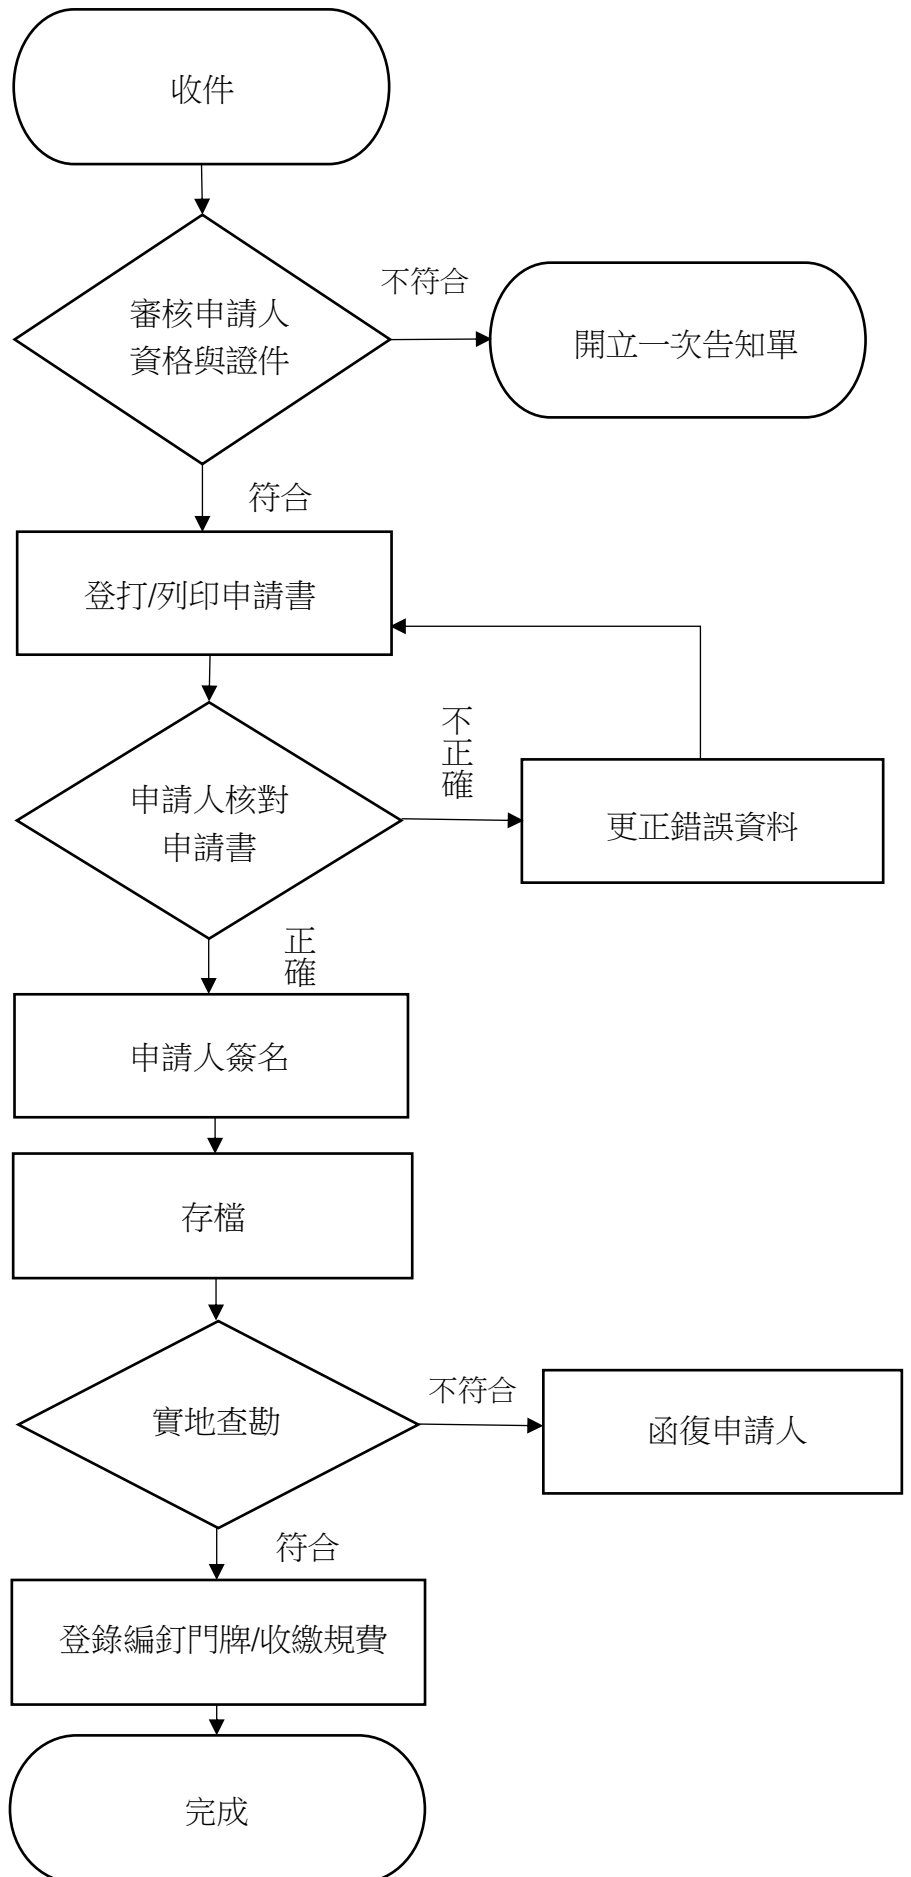 收件
審核申請人
資格與證件
不符合
開立一次告知單
符合
登打/列印申請書
申請人核對
申請書
不正確
更正錯誤資料
正確
申請人簽名
存檔
實地查勘
不符合
函復申請人
符合
登錄編釘門牌/收繳規費
完成